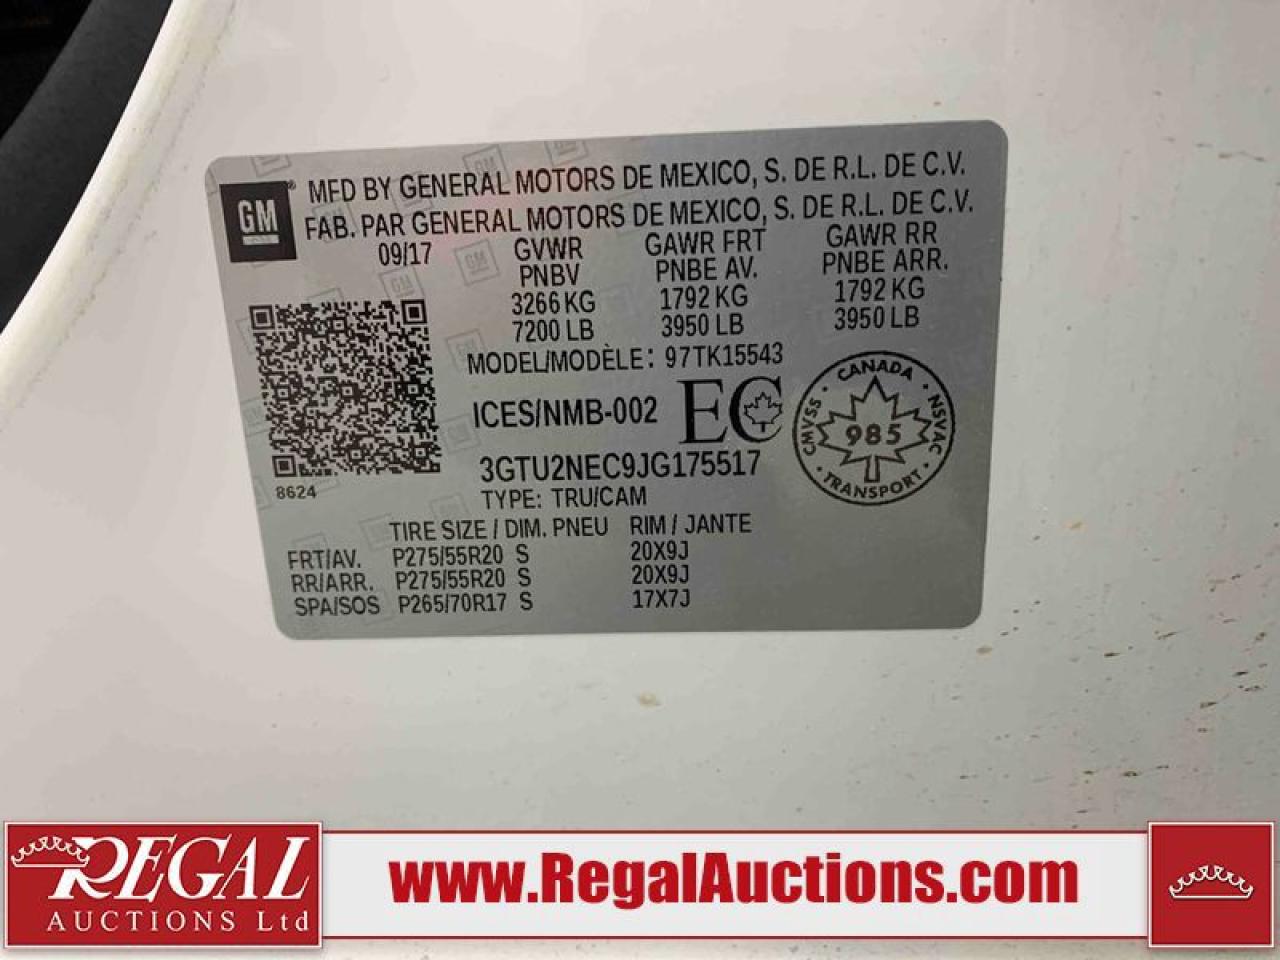 GM
MFD BY GENERAL MOTORS DE MEXICO, S. DE R.L. DE C.V.
FAB. PAR GENERAL MOTORS DE MEXICO, S. DE R.L. DE C.V.
09/17 GVWR GAWR FRT GAWR RR
PNBV PNBE AV. PNBE ARR.
3266 KG 1792 KG 1792 KG
7200 LB 3950 LB 3950 LB
MODEL/MODÈLE: 97TK15543
ICES/NMB-002 EC
CANADA
CMVSS 985 NSVAC
TRANSPORT
3GTU2NEC9JG175517
8624
TYPE: TRU/CAM
TIRE SIZE / DIM. PNEU RIM / JANTE
FRT/AV. P275/55R20 S 20X9J
RR/ARR. P275/55R20 S 20X9J
SPA/SOS P265/70R17 S 17X7J
REGAL
AUCTIONS Ltd
www.RegalAuctions.com